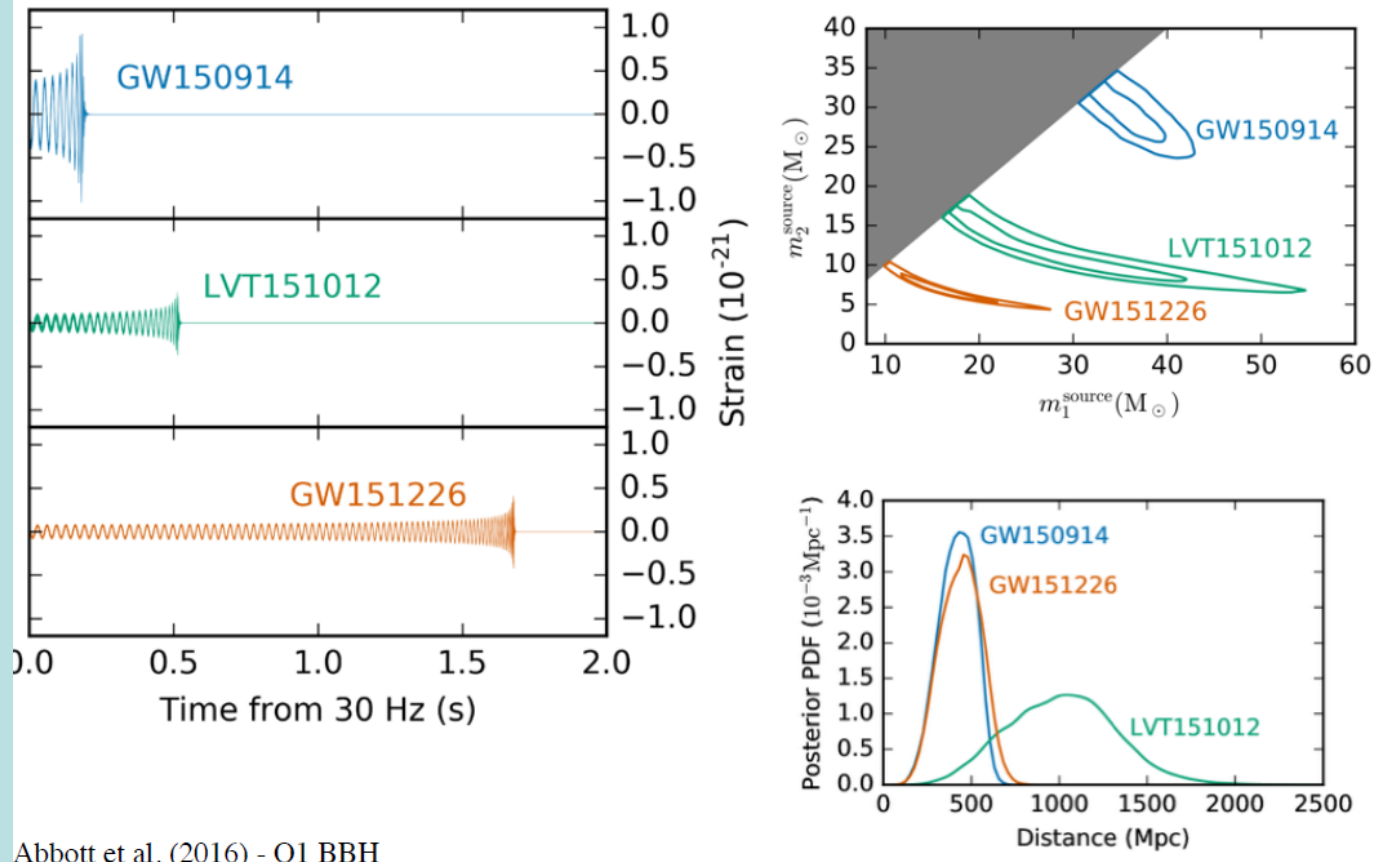 1.0
0.5
0.0
−0.5
−1.0
GW150914
1.0
0.5
0.0
−0.5
−1.0
LVT151012
1.0
0.5
0.0
−0.5
−1.0
GW151226
Strain (10⁻²¹)
0.0 0.5 1.0 1.5 2.0
Time from 30 Hz (s)
40
35
30
25
20
15
10
5
0
m₂^source (M⊙)
GW150914
LVT151012
GW151226
10 20 30 40 50 60
m₁^source (M⊙)
4.0
3.5
3.0
2.5
2.0
1.5
1.0
0.5
0.0
Posterior PDF (10⁻³Mpc⁻¹)
GW150914
GW151226
LVT151012
0 500 1000 1500 2000 2500
Distance (Mpc)
Abbott et al. (2016) - O1 BBH